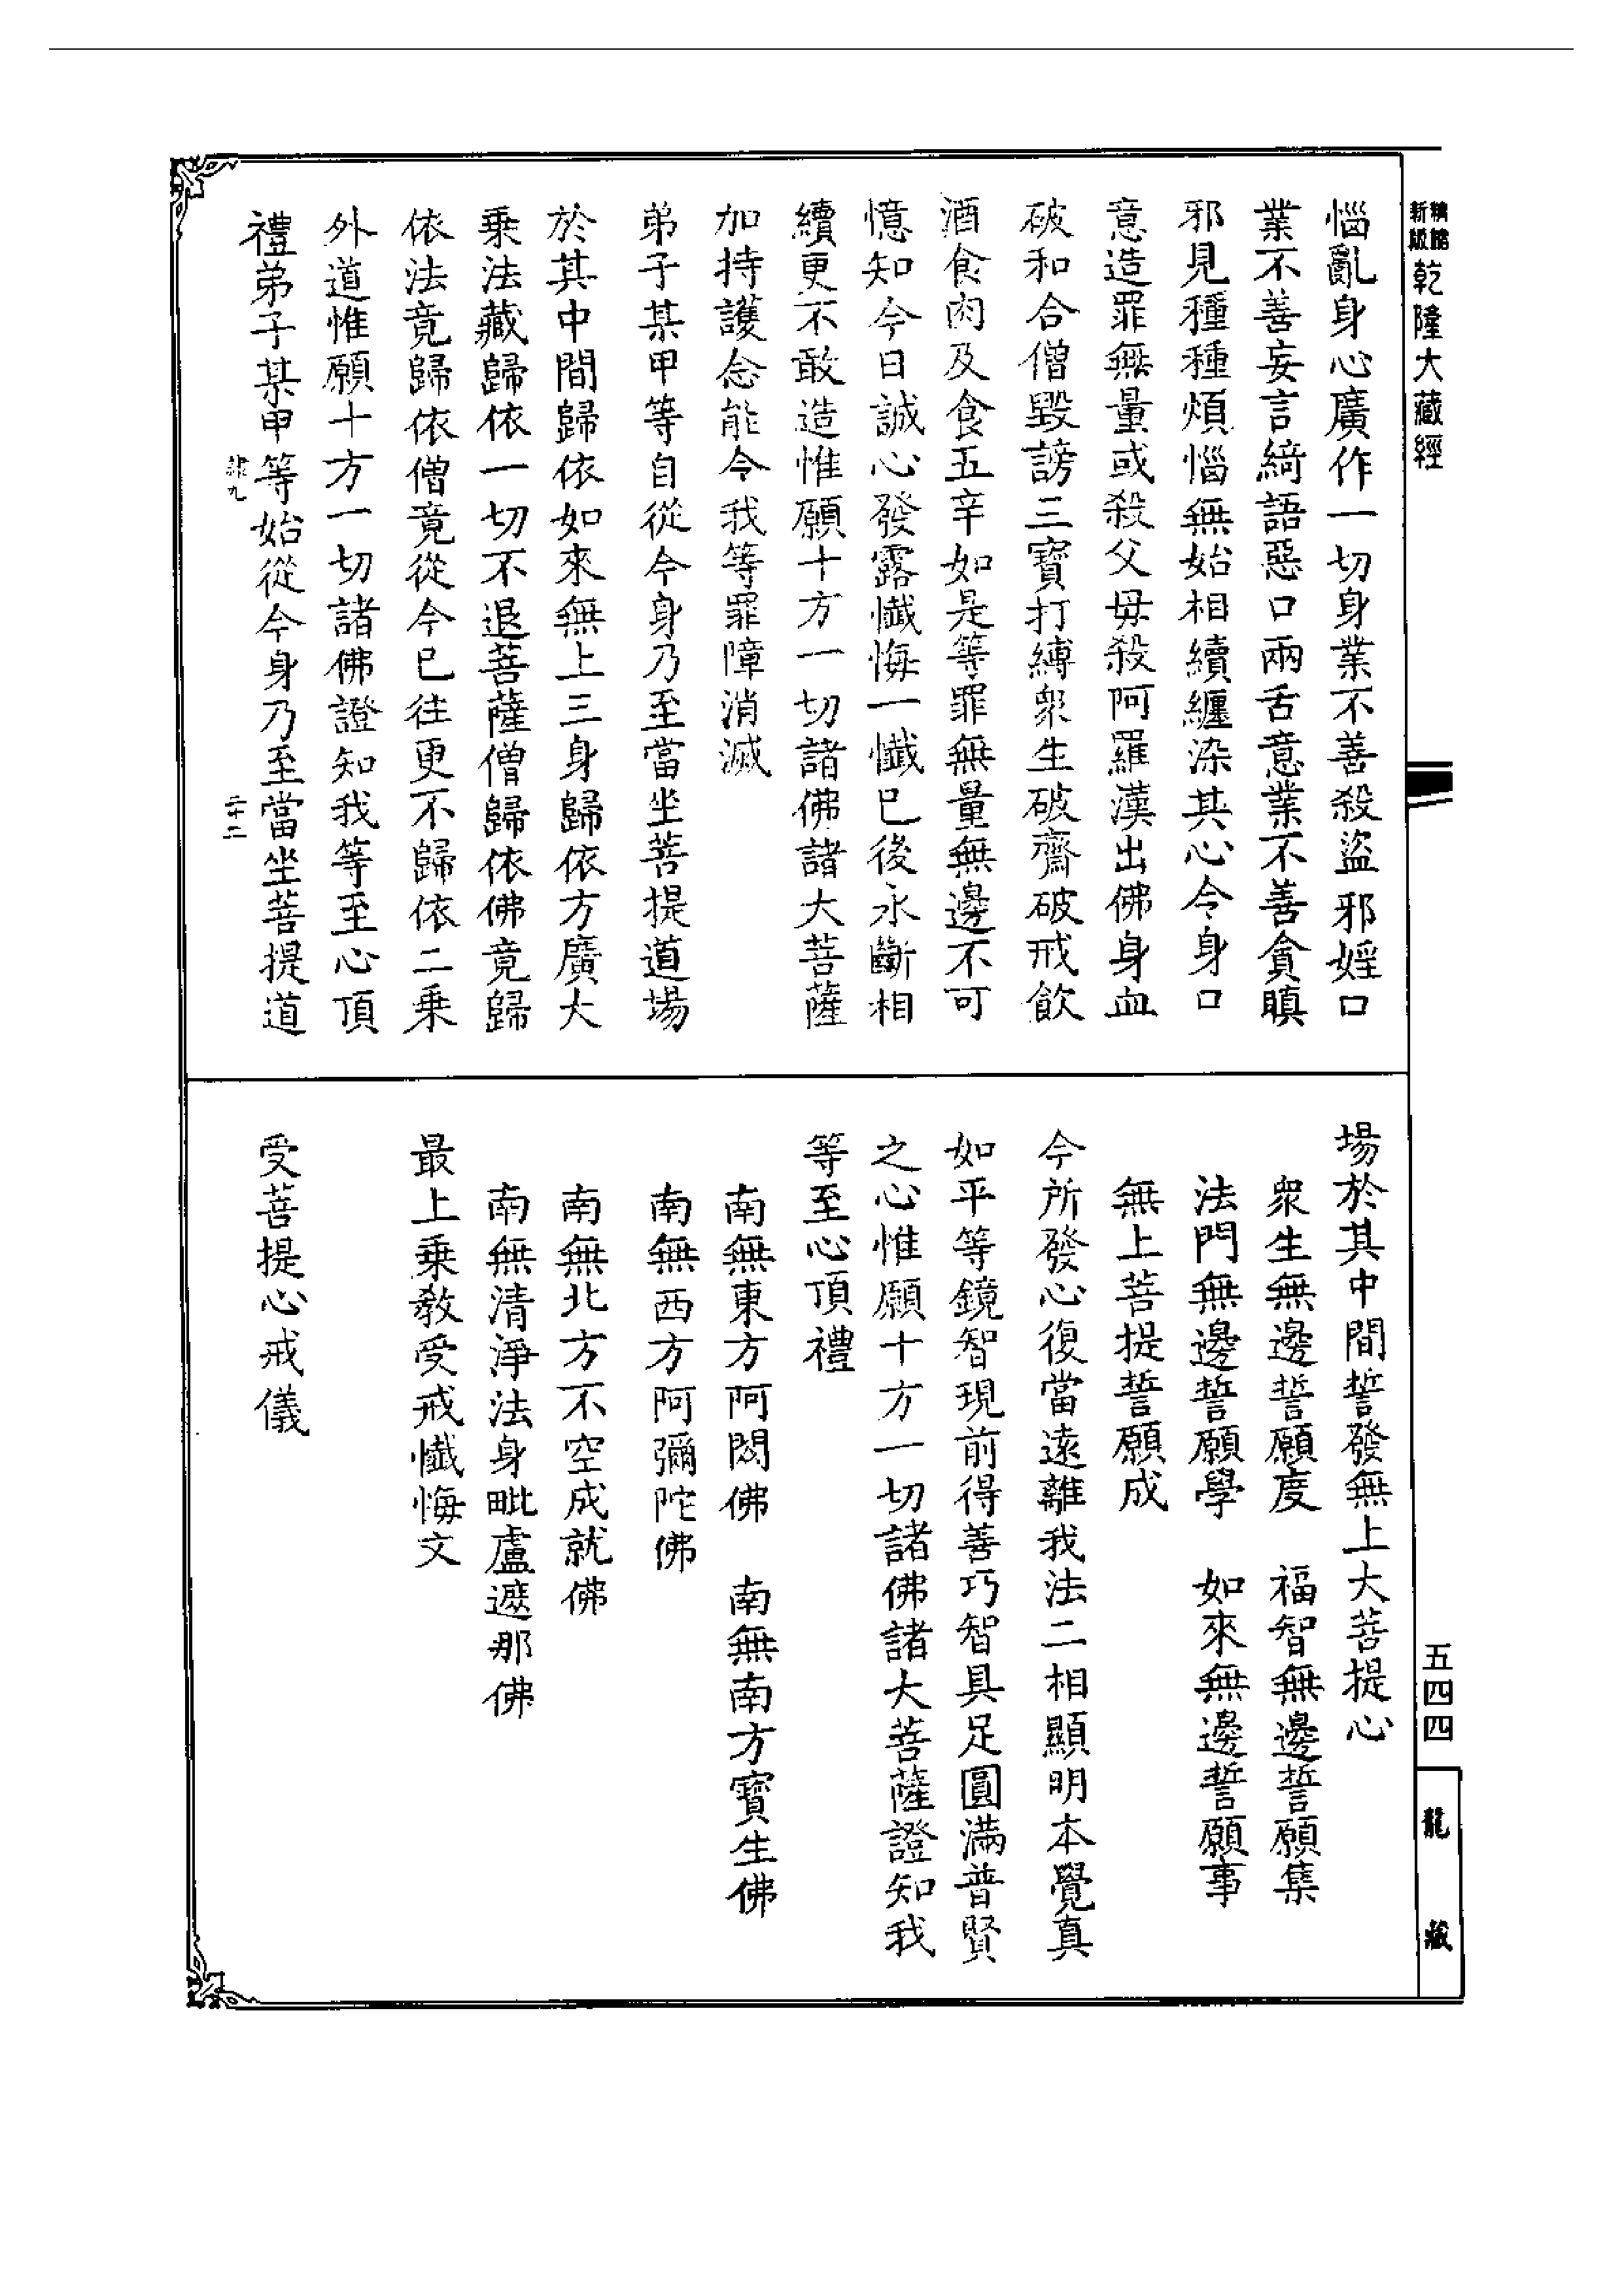 精縮
新版
乾隆大藏經
惱亂身心廣作一切身業不善殺盜邪婬口
業不善妄言綺語惡口兩舌意業不善貪瞋
邪見種種煩惱無始相續纏染其心令身口
意造罪無量或殺父母殺阿羅漢出佛身血
破和合僧毀謗三寶打縛衆生破齋破戒飲
酒食肉及食五辛如是等罪無量無邊不可
憶知今日誠心發露懺悔一懺已後永斷相
續更不敢造惟願十方一切諸佛諸大菩薩
加持護念能令我等罪障消滅
弟子某甲等自從今身乃至當坐菩提道場
於其中間歸依如來無上三身歸依方廣大
乗法藏歸依一切不退菩薩僧歸依佛竟歸
依法竟歸依僧竟從今已往更不歸依二乗
外道惟願十方一切諸佛證知我等至心頂
禮弟子某甲等始從今身乃至當坐菩提道
二十二
場於其中間誓發無上大菩提心
衆生無邊誓願度　福智無邊誓願集
法門無邊誓願學　如來無邊誓願事
無上菩提誓願成
今所發心復當遠離我法二相顯明本覺真
如平等鏡智現前得善巧智具足圓滿普賢
之心惟願十方一切諸佛諸大菩薩證知我
等至心頂禮
南無東方阿閦佛　南無南方寶生佛
南無西方阿彌陀佛
南無北方不空成就佛
南無清淨法身毗盧遮那佛
最上乗教受戒懺悔文
受菩提心戒儀
五四四
龍藏